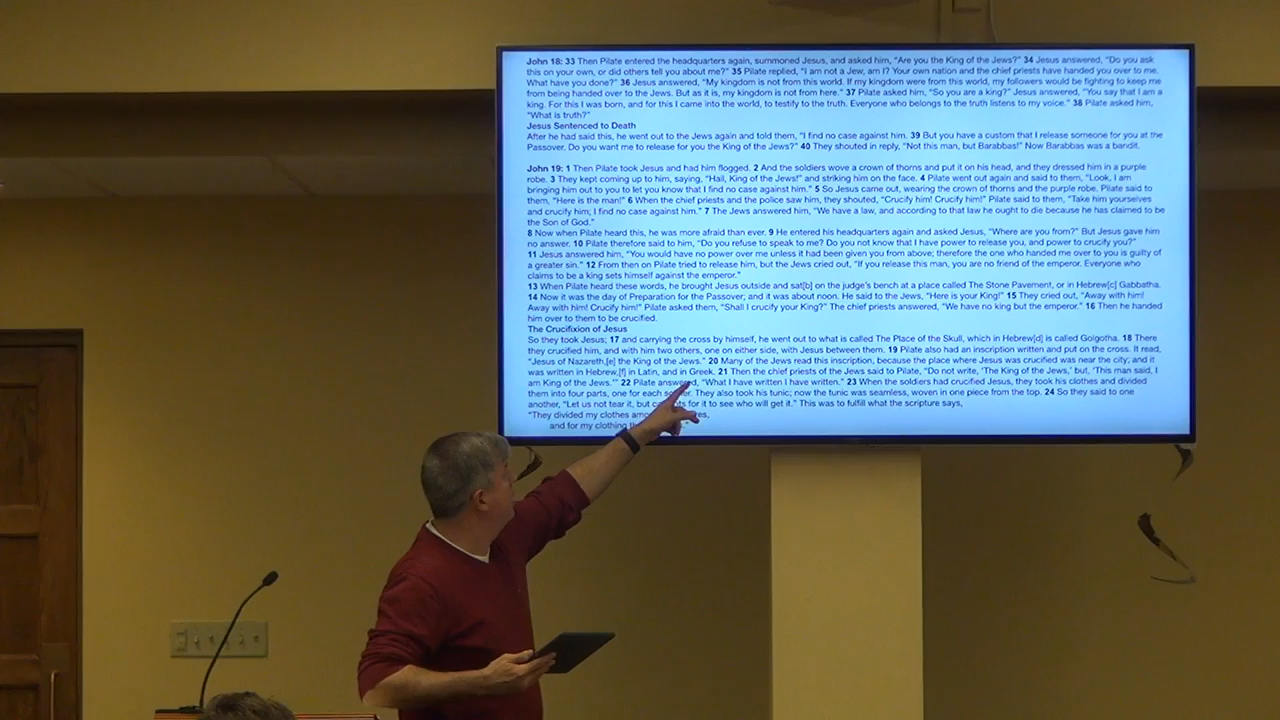 John 18: 33 Then Pilate entered the headquarters again, summoned Jesus, and asked him, “Are you the King of the Jews?” 34 Jesus answered, “Do you ask
this on your own, or did others tell you about me?” 35 Pilate replied, “I am not a Jew, am I? Your own nation and the chief priests have handed you over to me.
What have you done?” 36 Jesus answered, “My kingdom is not from this world. If my kingdom were from this world, my followers would be fighting to keep me
from being handed over to the Jews. But as it is, my kingdom is not from here.” 37 Pilate asked him, “So you are a king?” Jesus answered, “You say that I am a
king. For this I was born, and for this I came into the world, to testify to the truth. Everyone who belongs to the truth listens to my voice.” 38 Pilate asked him,
“What is truth?”
Jesus Sentenced to Death
After he had said this, he went out to the Jews again and told them, “I find no case against him. 39 But you have a custom that I release someone for you at the
Passover. Do you want me to release for you the King of the Jews?” 40 They shouted in reply, “Not this man, but Barabbas!” Now Barabbas was a bandit.
John 19: 1 Then Pilate took Jesus and had him flogged. 2 And the soldiers wove a crown of thorns and put it on his head, and they dressed him in a purple
robe. 3 They kept coming up to him, saying, “Hail, King of the Jews!” and striking him on the face. 4 Pilate went out again and said to them, “Look, I am
bringing him out to you to let you know that I find no case against him.” 5 So Jesus came out, wearing the crown of thorns and the purple robe. Pilate said to
them, “Here is the man!” 6 When the chief priests and the police saw him, they shouted, “Crucify him! Crucify him!” Pilate said to them, “Take him yourselves
and crucify him; I find no case against him.” 7 The Jews answered him, “We have a law, and according to that law he ought to die because he has claimed to be
the Son of God.”
8 Now when Pilate heard this, he was more afraid than ever. 9 He entered his headquarters again and asked Jesus, “Where are you from?” But Jesus gave him
no answer. 10 Pilate therefore said to him, “Do you refuse to speak to me? Do you not know that I have power to release you, and power to crucify you?”
11 Jesus answered him, “You would have no power over me unless it had been given you from above; therefore the one who handed me over to you is guilty of
a greater sin.” 12 From then on Pilate tried to release him, but the Jews cried out, “If you release this man, you are no friend of the emperor. Everyone who
claims to be a king sets himself against the emperor.”
13 When Pilate heard these words, he brought Jesus outside and sat[b] on the judge’s bench at a place called The Stone Pavement, or in Hebrew[c] Gabbatha.
14 Now it was the day of Preparation for the Passover; and it was about noon. He said to the Jews, “Here is your King!” 15 They cried out, “Away with him!
Away with him! Crucify him!” Pilate asked them, “Shall I crucify your King?” The chief priests answered, “We have no king but the emperor.” 16 Then he handed
him over to them to be crucified.
The Crucifixion of Jesus
So they took Jesus; 17 and carrying the cross by himself, he went out to what is called The Place of the Skull, which in Hebrew[d] is called Golgotha. 18 There
they crucified him, and with him two others, one on either side, with Jesus between them. 19 Pilate also had an inscription written and put on the cross. It read,
“Jesus of Nazareth,[e] the King of the Jews.” 20 Many of the Jews read this inscription, because the place where Jesus was crucified was near the city; and it
was written in Hebrew,[f] in Latin, and in Greek. 21 Then the chief priests of the Jews said to Pilate, “Do not write, ‘The King of the Jews,’ but, ‘This man said, I
am King of the Jews.’” 22 Pilate answered, “What I have written I have written.” 23 When the soldiers had crucified Jesus, they took his clothes and divided
them into four parts, one for each They also took his tunic; now the tunic was seamless, woven in one piece from the top. 24 So they said to one
another, “Let us not tear it, but for it to see who will get it.” This was to fulfill what the scripture says,
“They divided my clothes
and for my clothing